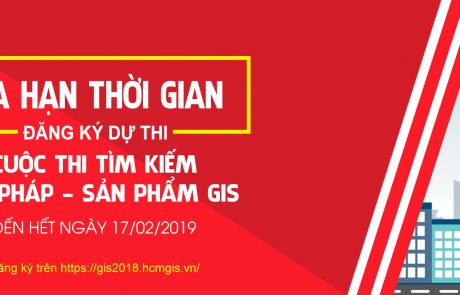 HẠN THỜI GIAN
ĐĂNG KÝ DỰ THI
CUỘC THI TÌM KIẾM
PHÁP – SẢN PHẨM GIS
ĐẾN HẾT NGÀY 17/02/2019
đăng ký trên https://gis2018.hcmgis.vn/